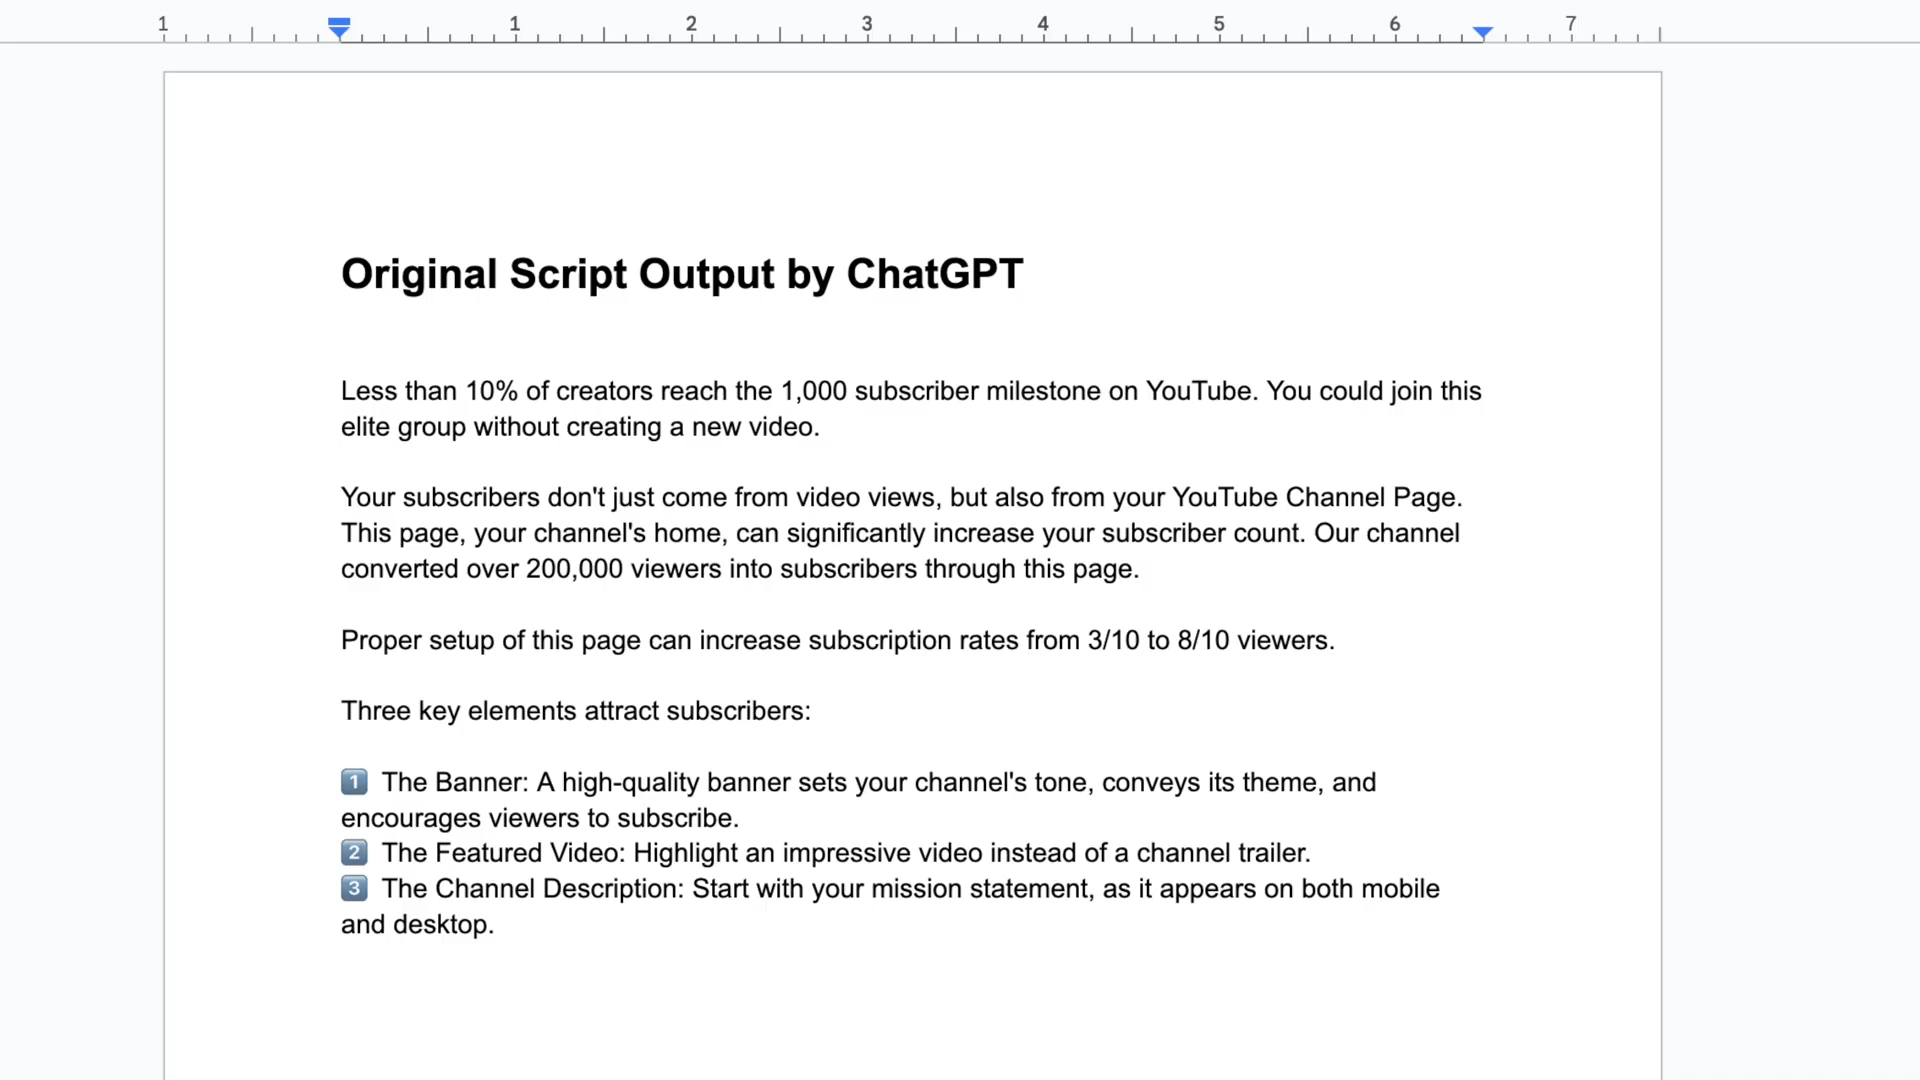 1 1 2 3 4 5 6 7
Original Script Output by ChatGPT
Less than 10% of creators reach the 1,000 subscriber milestone on YouTube. You could join this
elite group without creating a new video.
Your subscribers don't just come from video views, but also from your YouTube Channel Page.
This page, your channel's home, can significantly increase your subscriber count. Our channel
converted over 200,000 viewers into subscribers through this page.
Proper setup of this page can increase subscription rates from 3/10 to 8/10 viewers.
Three key elements attract subscribers:
1️⃣ The Banner: A high-quality banner sets your channel's tone, conveys its theme, and
encourages viewers to subscribe.
2️⃣ The Featured Video: Highlight an impressive video instead of a channel trailer.
3️⃣ The Channel Description: Start with your mission statement, as it appears on both mobile
and desktop.